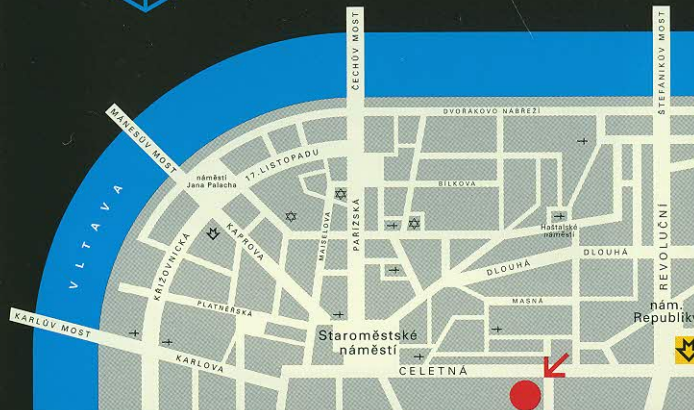 ČECHŮV MOST
ŠTEFÁNIKŮV MOST
DVOŘÁKOVO NÁBŘEŽÍ
MÁNESŮV MOST
17. LISTOPADU
náměstí
Jana Palacha
BÍLKOVA
VLTAVA
MAISELOVA
PAŘÍŽSKÁ
KAPROVA
KŘIŽOVNICKÁ
Haštalské
náměstí
REVOLUČNÍ
DLOUHÁ
DLOUHÁ
PLATNÉŘSKÁ
MASNÁ
nám.
Republiky
KARLŮV MOST
Staroměstské
náměstí
KARLOVA
CELETNÁ